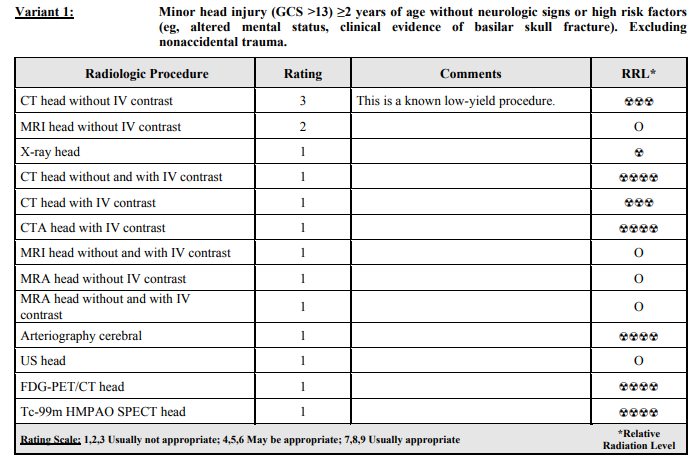 Variant 1: Minor head injury (GCS >13) ≥2 years of age without neurologic signs or high risk factors
(eg, altered mental status, clinical evidence of basilar skull fracture). Excluding
nonaccidental trauma.
Radiologic Procedure Rating Comments RRL*
CT head without IV contrast 3 This is a known low-yield procedure. ☢☢☢
MRI head without IV contrast 2 O
X-ray head 1 ☢
CT head without and with IV contrast 1 ☢☢☢☢
CT head with IV contrast 1 ☢☢☢
CTA head with IV contrast 1 ☢☢☢☢
MRI head without and with IV contrast 1 O
MRA head without IV contrast 1 O
MRA head without and with IV
contrast 1 O
Arteriography cerebral 1 ☢☢☢☢
US head 1 O
FDG-PET/CT head 1 ☢☢☢☢
Tc-99m HMPAO SPECT head 1 ☢☢☢☢
Rating Scale: 1,2,3 Usually not appropriate; 4,5,6 May be appropriate; 7,8,9 Usually appropriate
*Relative
Radiation Level